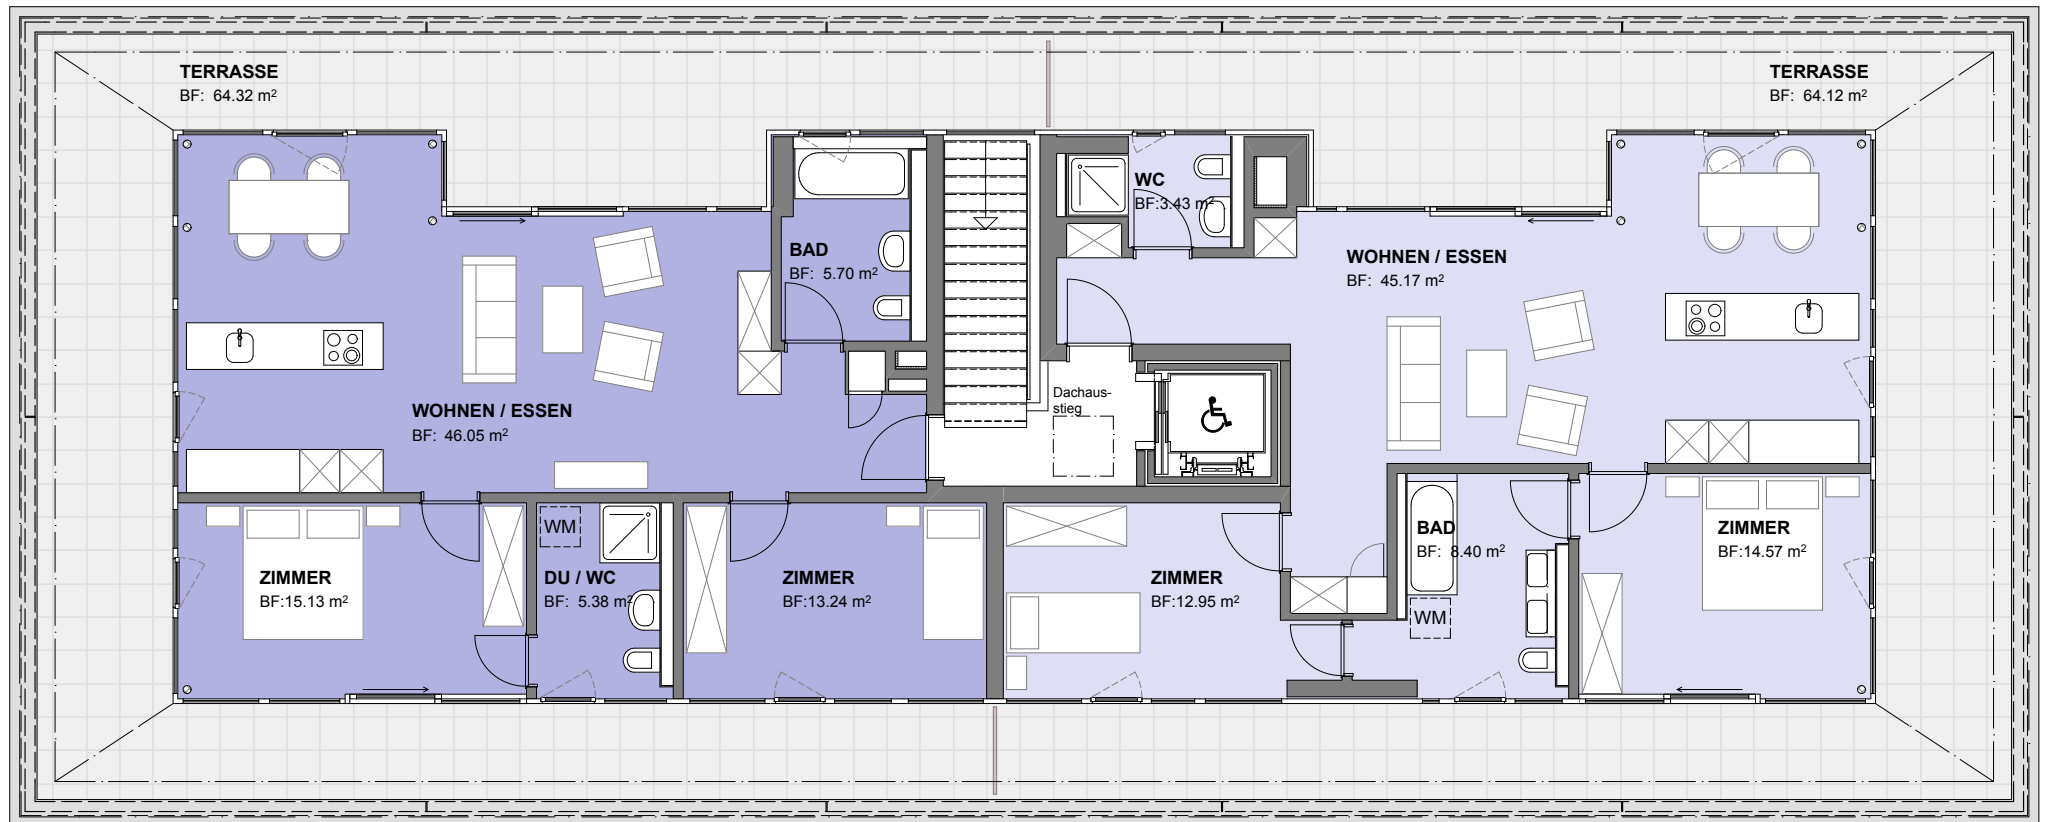 TERRASSE
BF: 64.32 m²
TERRASSE
BF: 64.12 m²
WC
BF:3.43 m²
BAD
BF: 5.70 m²
WOHNEN / ESSEN
BF: 45.17 m²
Dachaus-
stieg
WOHNEN / ESSEN
BF: 46.05 m²
WM
ZIMMER
BF:15.13 m²
DU / WC
BF: 5.38 m²
ZIMMER
BF:13.24 m²
ZIMMER
BF:12.95 m²
BAD
BF: 8.40 m²
WM
ZIMMER
BF:14.57 m²